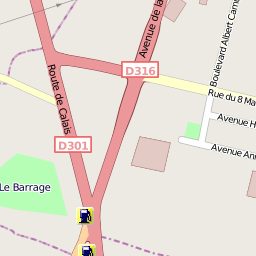 Avenue de la
Boulevard Albert Cam
D316
Route de Calais
Rue du 8 Ma
Avenue H
D301
Avenue Ann
Le Barrage